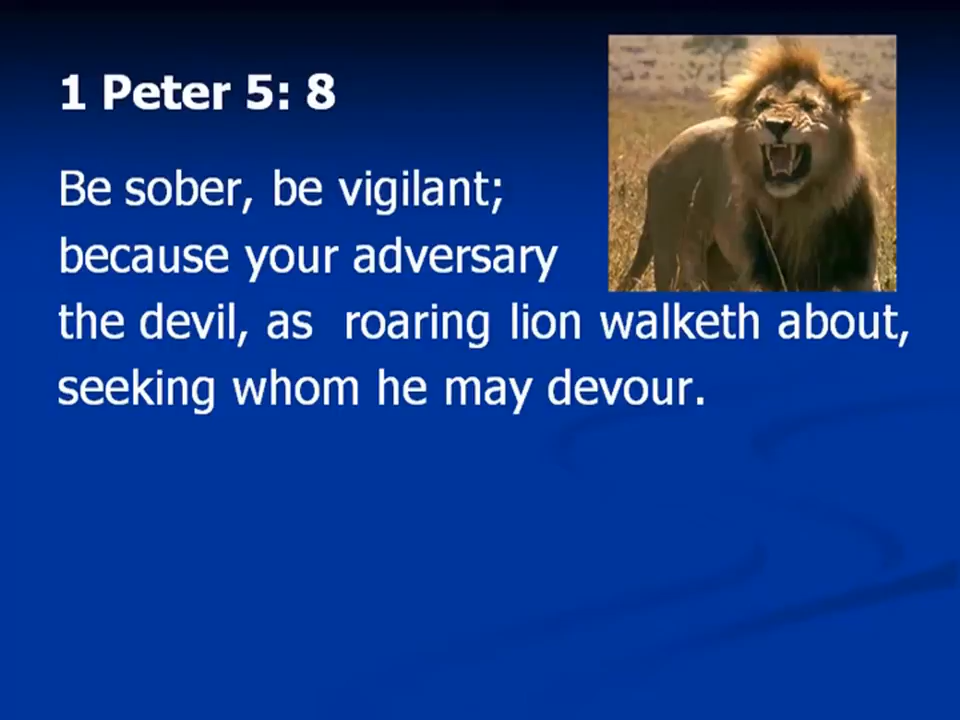 1 Peter 5: 8
Be sober, be vigilant;
because your adversary
the devil, as roaring lion walketh about,
seeking whom he may devour.